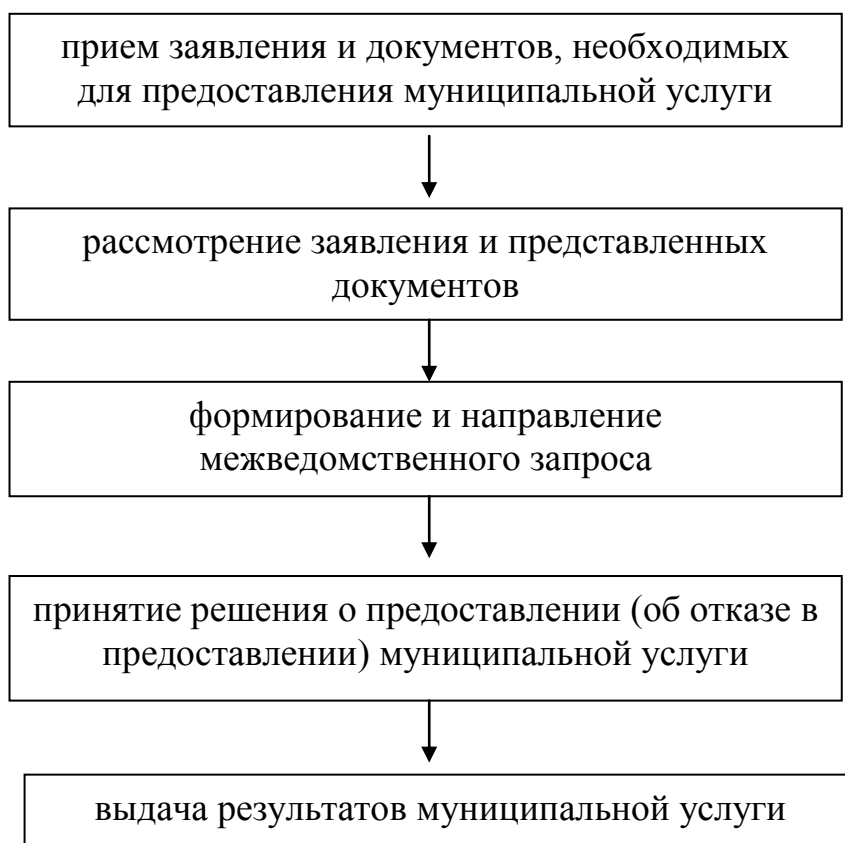 прием заявления и документов, необходимых
для предоставления муниципальной услуги
рассмотрение заявления и представленных
документов
формирование и направление
межведомственного запроса
принятие решения о предоставлении (об отказе в
предоставлении) муниципальной услуги
выдача результатов муниципальной услуги